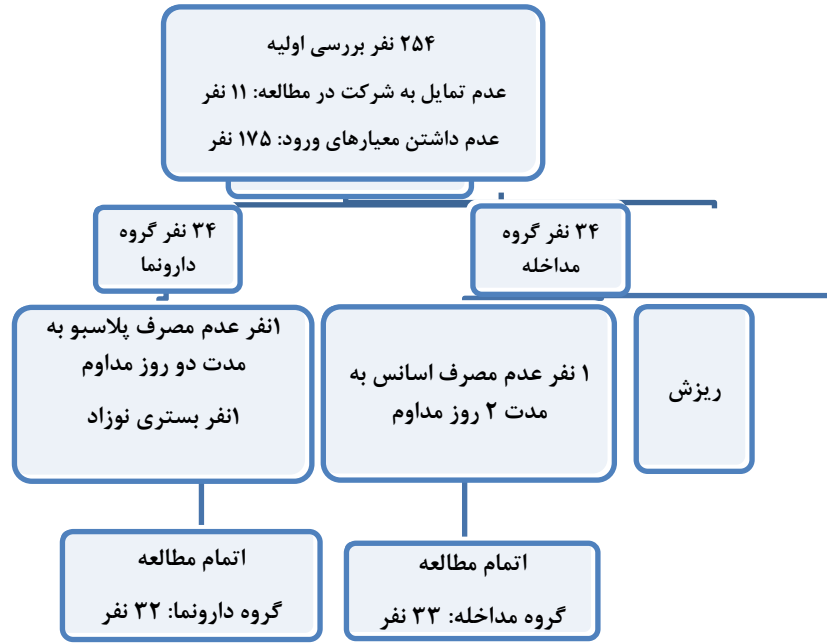 ۲۵۴ نفر بررسی اولیه
عدم تمایل به شرکت در مطالعه: ۱۱ نفر
عدم داشتن معیارهای ورود: ۱۷۵ نفر
۳۴ نفر گروه
مداخله
۳۴ نفر گروه
دارونما
ریزش
۱ نفر عدم مصرف اسانس به
مدت ۲ روز مداوم
۱نفر عدم مصرف پلاسبو به
مدت دو روز مداوم
۱نفر بستری نوزاد
اتمام مطالعه
گروه مداخله: ۳۳ نفر
اتمام مطالعه
گروه دارونما: ۳۲ نفر